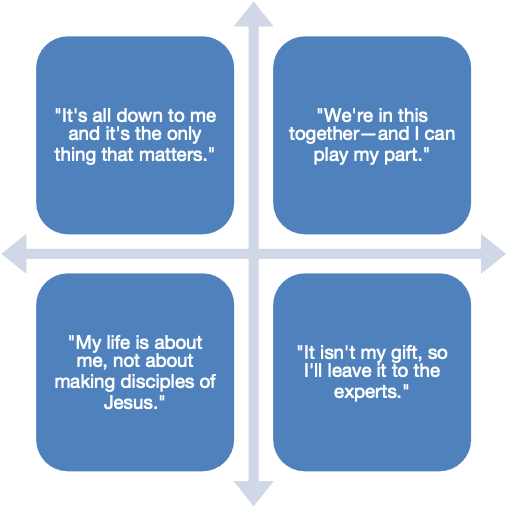 "It's all down to me
and it's the only
thing that matters."
"We're in this
together—and I can
play my part."
"My life is about
me, not about
making disciples of
Jesus."
"It isn't my gift, so
I'll leave it to the
experts."